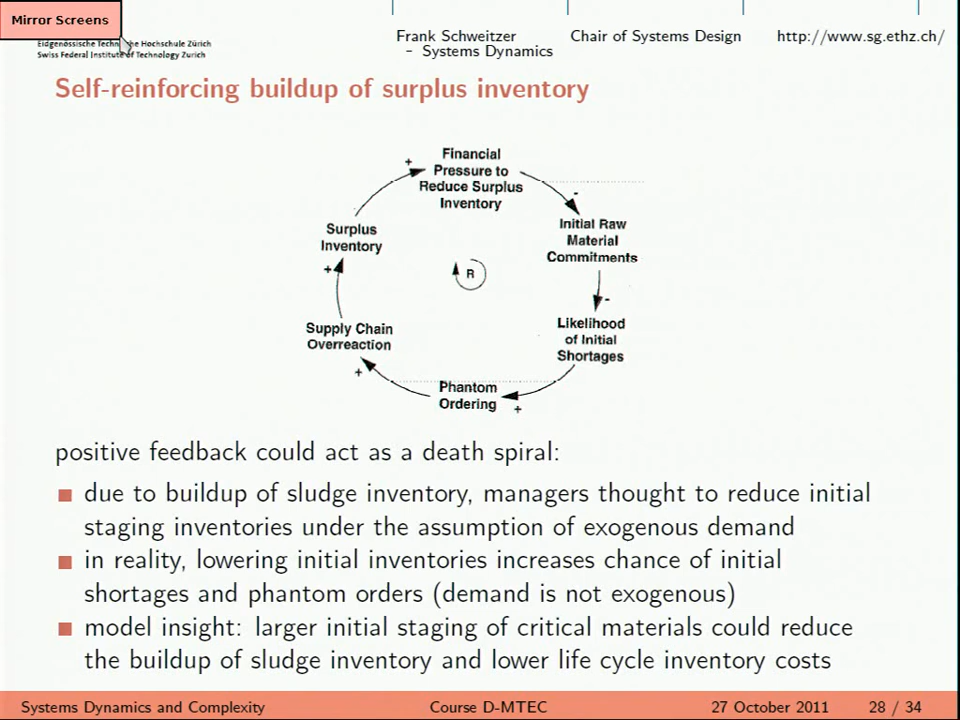 Mirror Screens
Eidgenössische Technische Hochschule Zürich
Swiss Federal Institute of Technology Zurich
Frank Schweitzer
– Systems Dynamics
Chair of Systems Design
http://www.sg.ethz.ch/
Self-reinforcing buildup of surplus inventory
Financial
Pressure to
Reduce Surplus
Inventory
+
-
Surplus
Inventory
Initial Raw
Material
Commitments
+
R
-
Supply Chain
Overreaction
Likelihood
of Initial
Shortages
+
Phantom
Ordering
+
positive feedback could act as a death spiral:
due to buildup of sludge inventory, managers thought to reduce initial
staging inventories under the assumption of exogenous demand
in reality, lowering initial inventories increases chance of initial
shortages and phantom orders (demand is not exogenous)
model insight: larger initial staging of critical materials could reduce
the buildup of sludge inventory and lower life cycle inventory costs
Systems Dynamics and Complexity
Course D-MTEC
27 October 2011
28 / 34